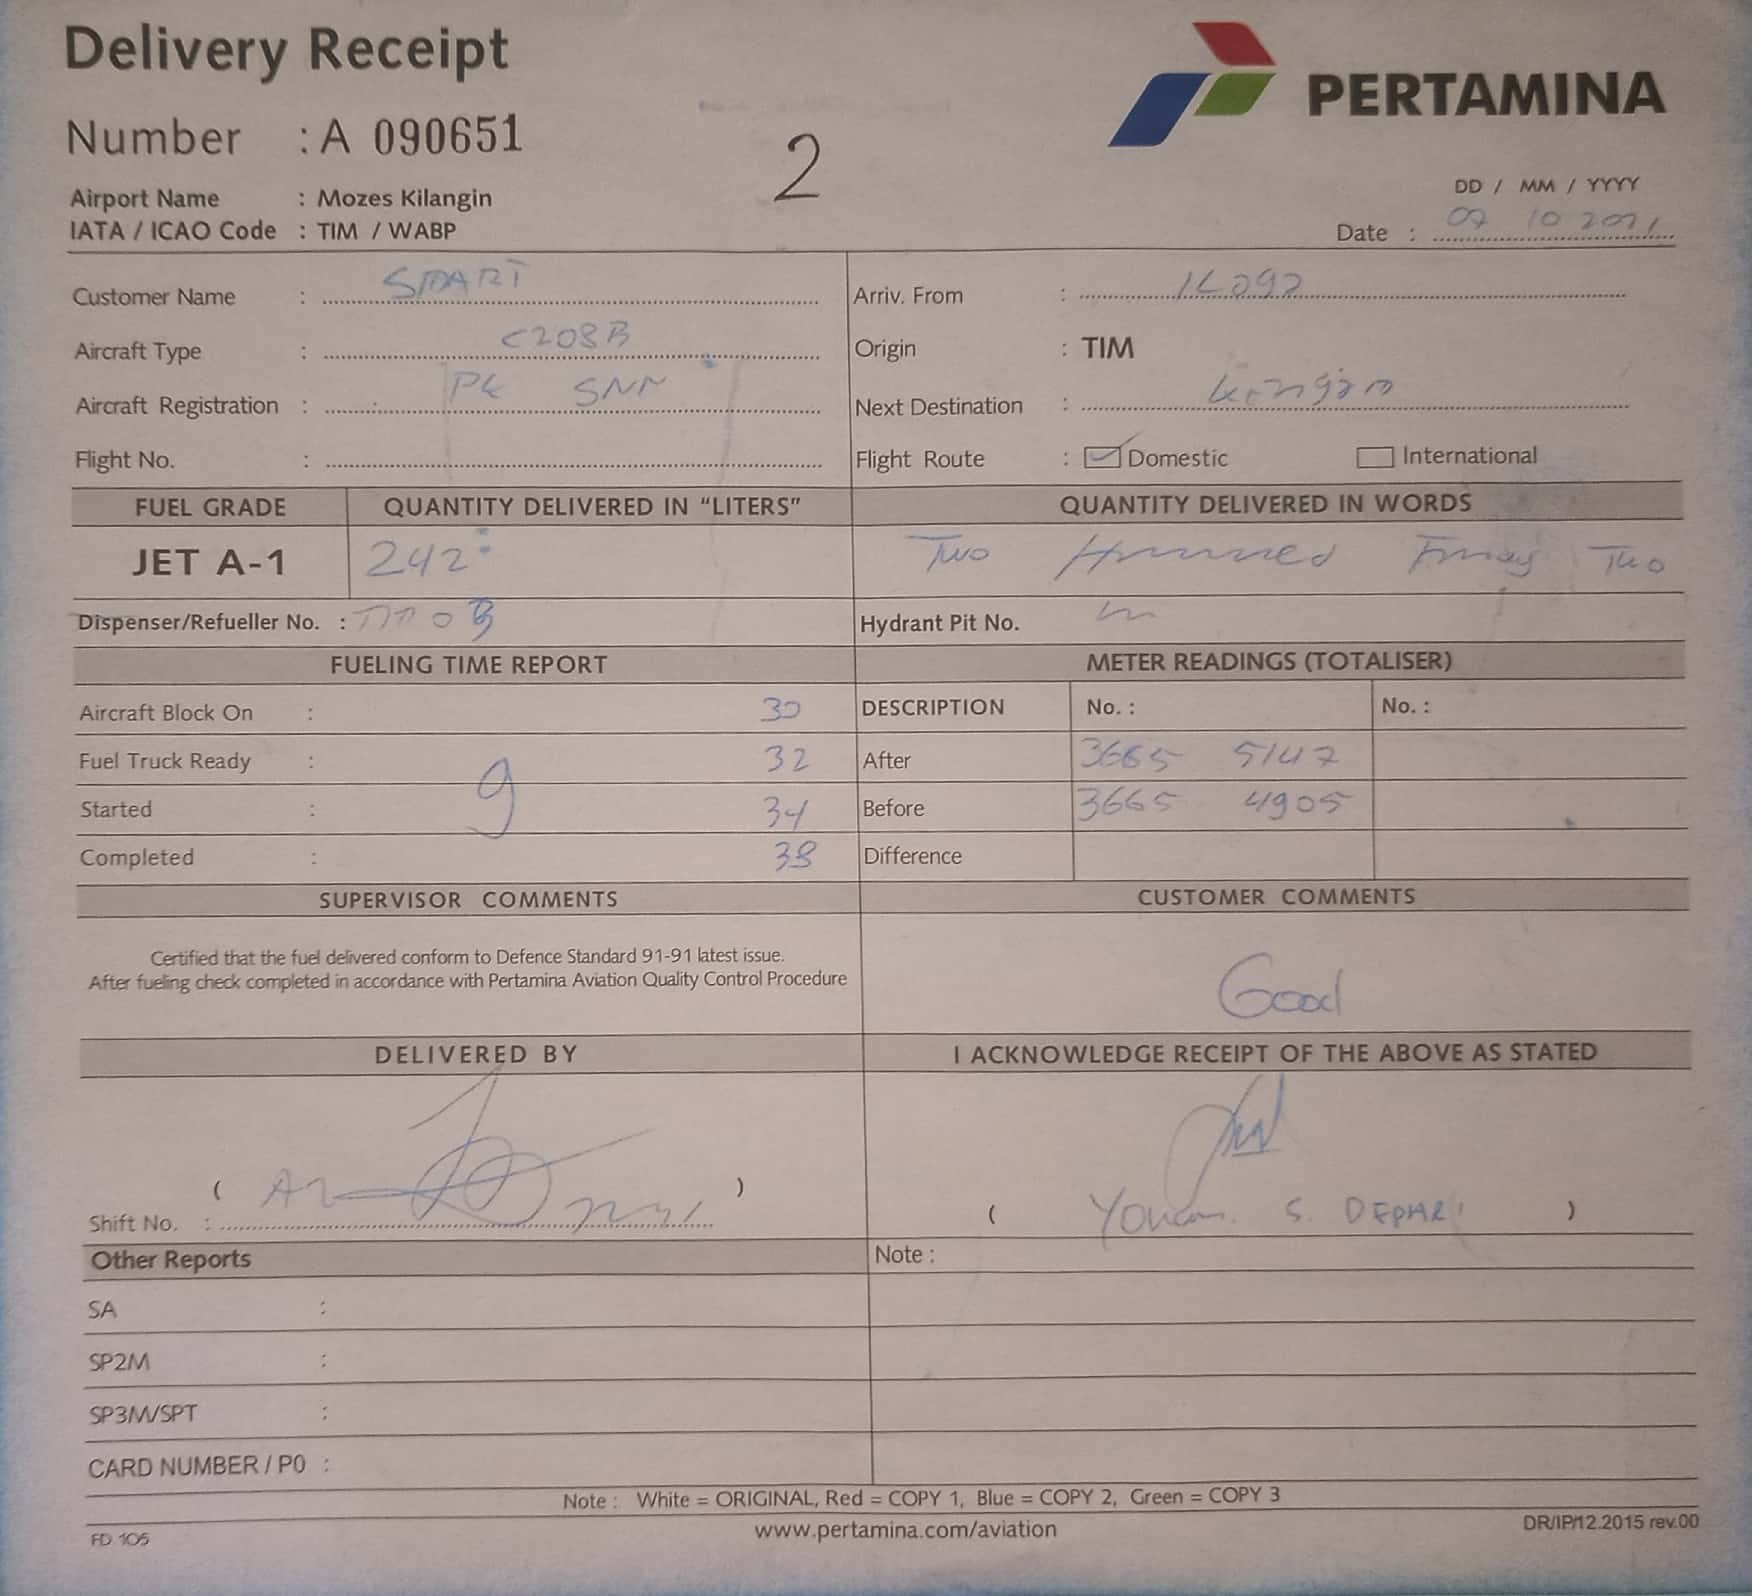 Delivery Receipt
PERTAMINA
Number : A 090651
2
Airport Name : Mozes Kilangin
DD / MM / YYYY
IATA / ICAO Code : TIM / WABP
Date : 07 10 2021
Customer Name : SMART
Arriv. From :
Aircraft Type : C208B
Origin : TIM
Aircraft Registration : PK SNN
Next Destination :
Flight No. :
Flight Route : Domestic International
FUEL GRADE QUANTITY DELIVERED IN “LITERS” QUANTITY DELIVERED IN WORDS
JET A-1 242 Two Hundred Two
Dispenser/Refueller No. :
Hydrant Pit No.
FUELING TIME REPORT METER READINGS (TOTALISER)
Aircraft Block On : 30 DESCRIPTION No. : No. :
Fuel Truck Ready : 32 After 3665 5147
9
Started : 34 Before 3665 4905
Completed : 38 Difference
SUPERVISOR COMMENTS CUSTOMER COMMENTS
Certified that the fuel delivered conform to Defence Standard 91-91 latest issue.
After fueling check completed in accordance with Pertamina Aviation Quality Control Procedure
Good
DELIVERED BY I ACKNOWLEDGE RECEIPT OF THE ABOVE AS STATED
( )
( S. )
Shift No. :
Other Reports Note :
SA :
SP2M :
SP3M/SPT :
CARD NUMBER / P0 :
Note : White = ORIGINAL, Red = COPY 1, Blue = COPY 2, Green = COPY 3
FD 105 www.pertamina.com/aviation DR/IP/12.2015 rev.00